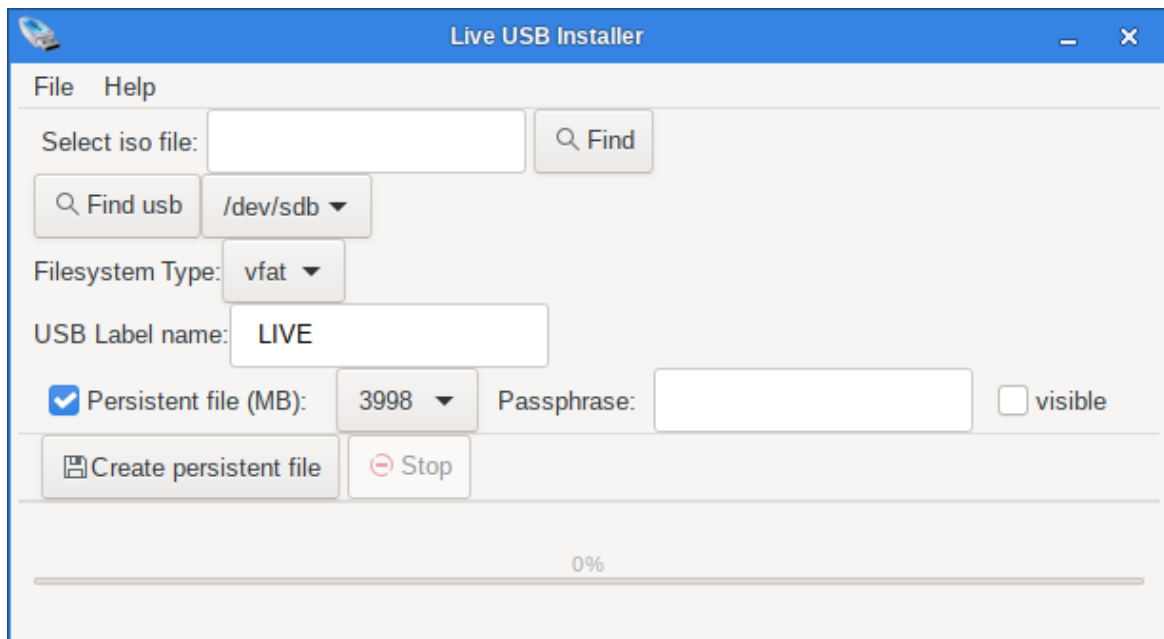 Live USB Installer
File Help
Select iso file: Find
Find usb /dev/sdb
Filesystem Type: vfat
USB Label name: LIVE
Persistent file (MB): 3998 Passphrase: visible
Create persistent file Stop
0%